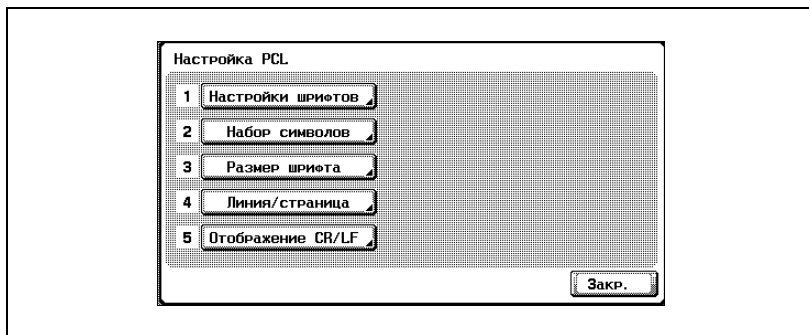 Настройка PCL
1 Настройки шрифтов
2 Набор символов
3 Размер шрифта
4 Линия/страница
5 Отображение CR/LF
Закр.